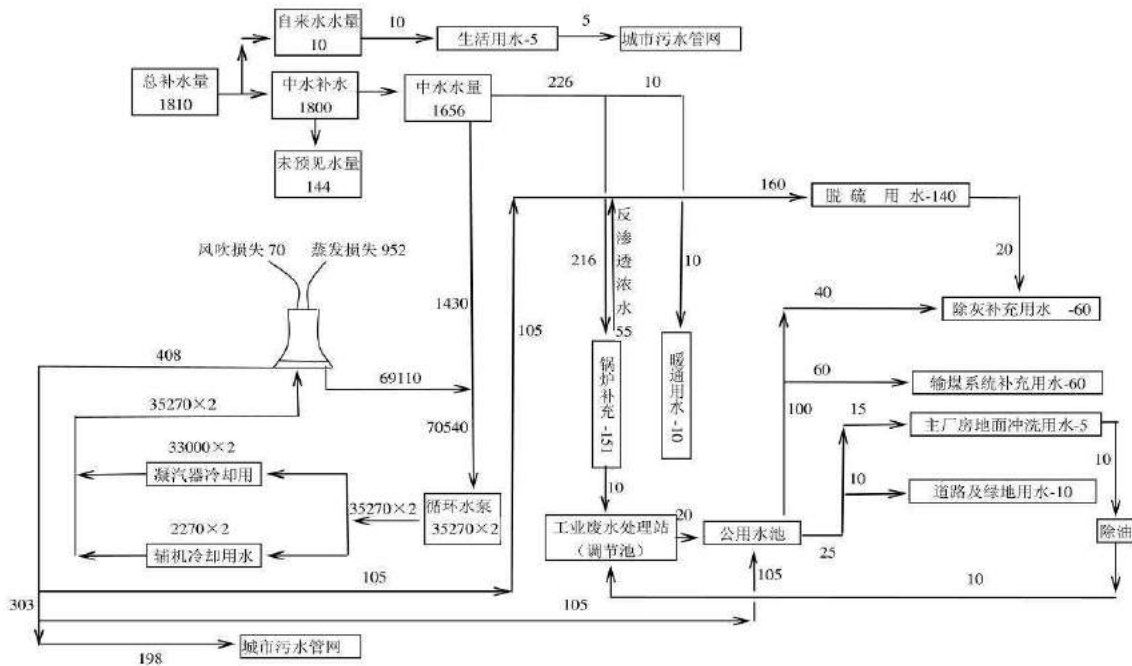 自来水水量
10
10
生活用水-5
5
城市污水管网
总补水量
1810
中水补水
1800
中水水量
1656
226
10
未预见水量
144
160
脱硫 用水-140
风吹损失 70
蒸发损失 952
反渗透浓水
55
216
10
20
1430
105
40
除灰补充用水 -60
408
69110
锅炉补充-151
暖通用水-10
60
输煤系统补充用水-60
35270×2
70540
100
15
主厂房地面冲洗用水-5
33000×2
凝汽器冷却用
10
10
10
道路及绿地用水-10
35270×2
循环水泵
35270×2
2270×2
辅机冷却用水
工业废水处理站
（调节池）
20
公用水池
25
除油
105
105
10
303
105
198
城市污水管网